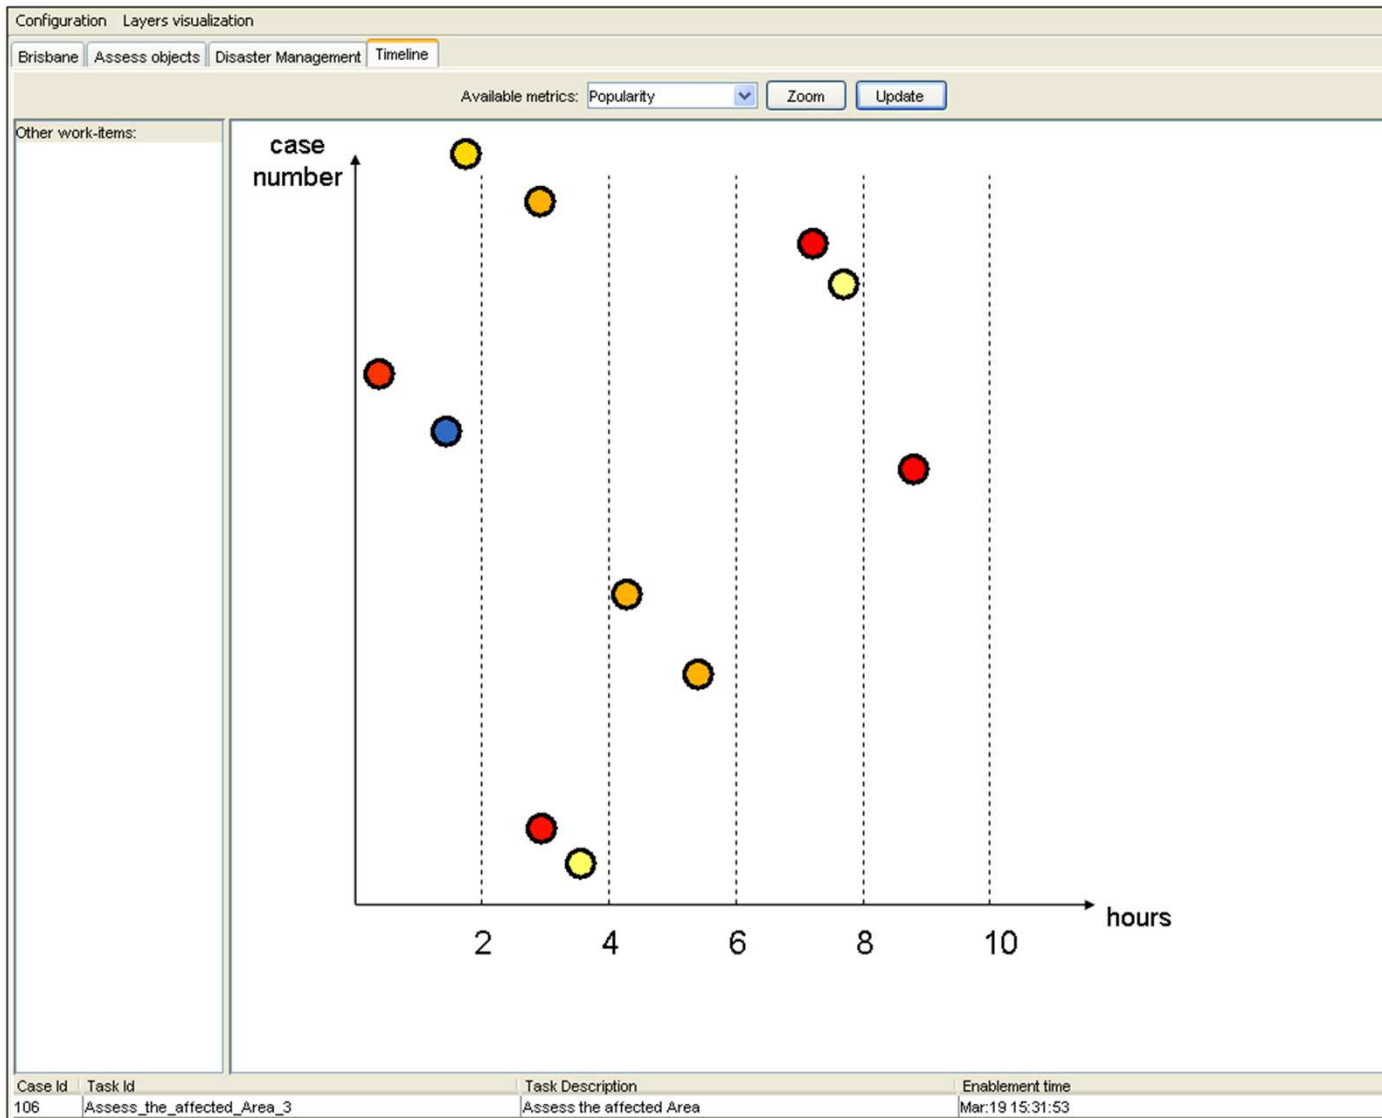 Configuration Layers visualization
Brisbane Assess objects Disaster Management Timeline
Available metrics: Popularity Zoom Update
Other work-items:
case
number
hours
2 4 6 8 10
Case Id Task Id Task Description Enablement time
106 Assess_the_affected_Area_3 Assess the affected Area Mar:19 15:31:53